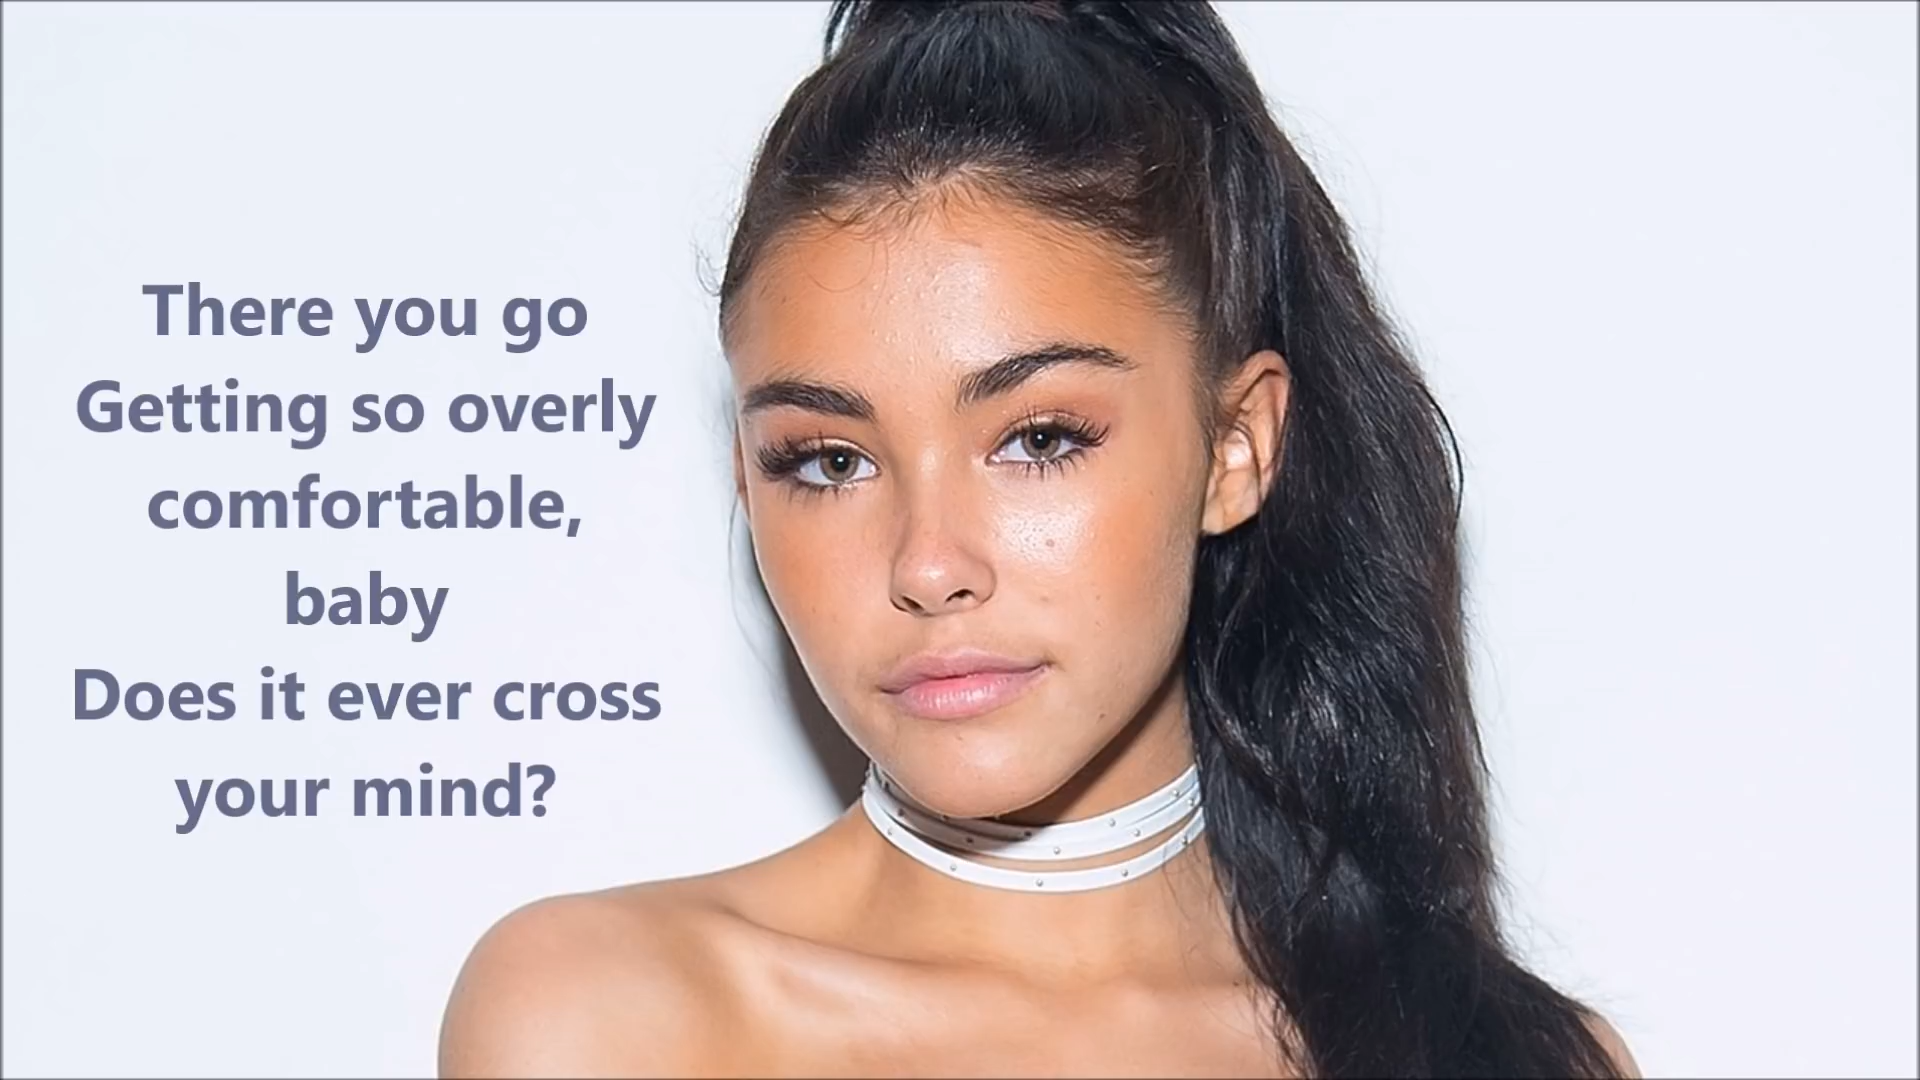 There you go
Getting so overly
comfortable,
baby
Does it ever cross
your mind?